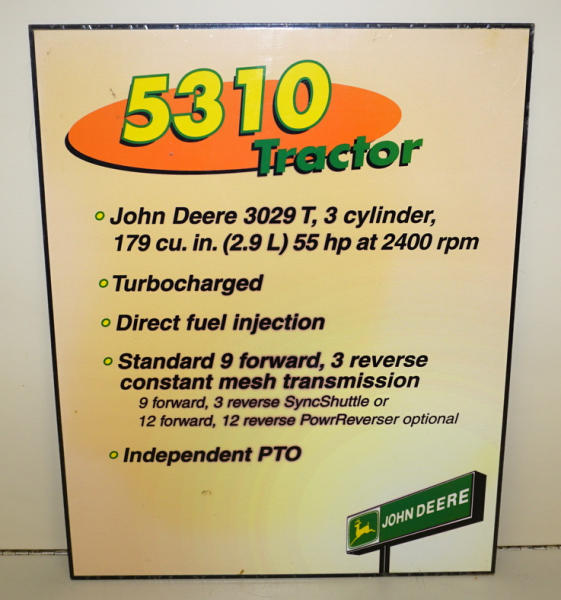 5310
Tractor
John Deere 3029 T, 3 cylinder,
179 cu. in. (2.9 L) 55 hp at 2400 rpm
Turbocharged
Direct fuel injection
Standard 9 forward, 3 reverse
constant mesh transmission
9 forward, 3 reverse SyncShuttle or
12 forward, 12 reverse PowrReverser optional
Independent PTO
JOHN DEERE